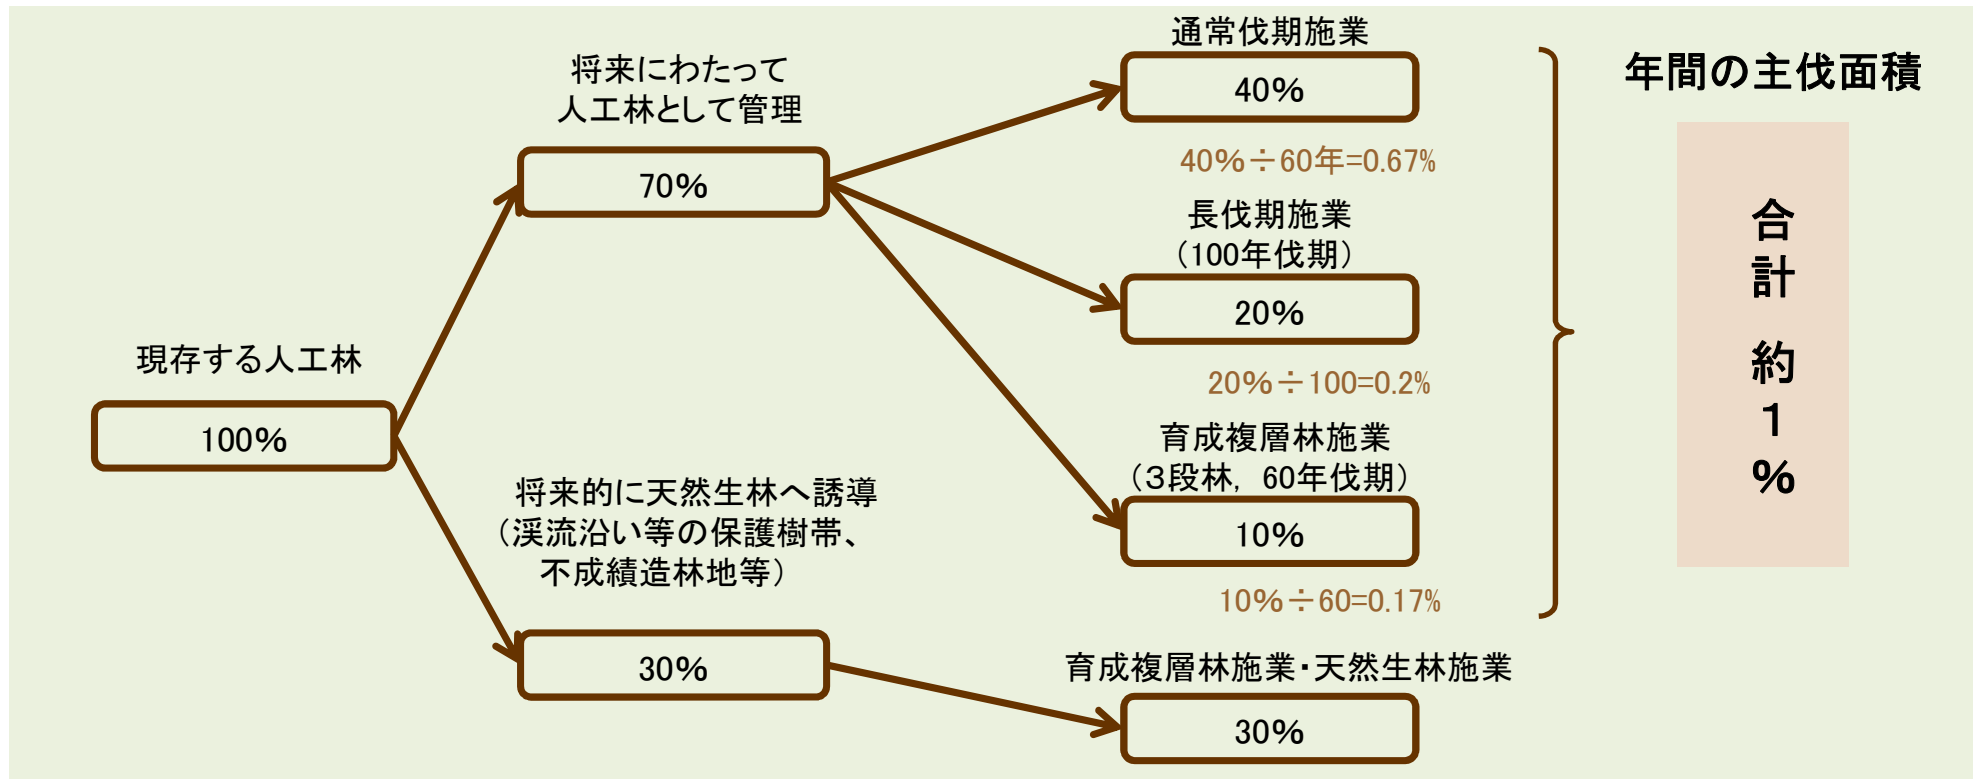 現存する人工林
100%
将来にわたって
人工林として管理
70%
将来的に天然生林へ誘導
（渓流沿い等の保護樹帯、
不成績造林地等）
30%
通常伐期施業
40%
40%÷60年=0.67%
長伐期施業
（100年伐期）
20%
20%÷100=0.2%
育成複層林施業
（３段林, 60年伐期）
10%
10%÷60=0.17%
育成複層林施業・天然生林施業
30%
年間の主伐面積
合計 約１%